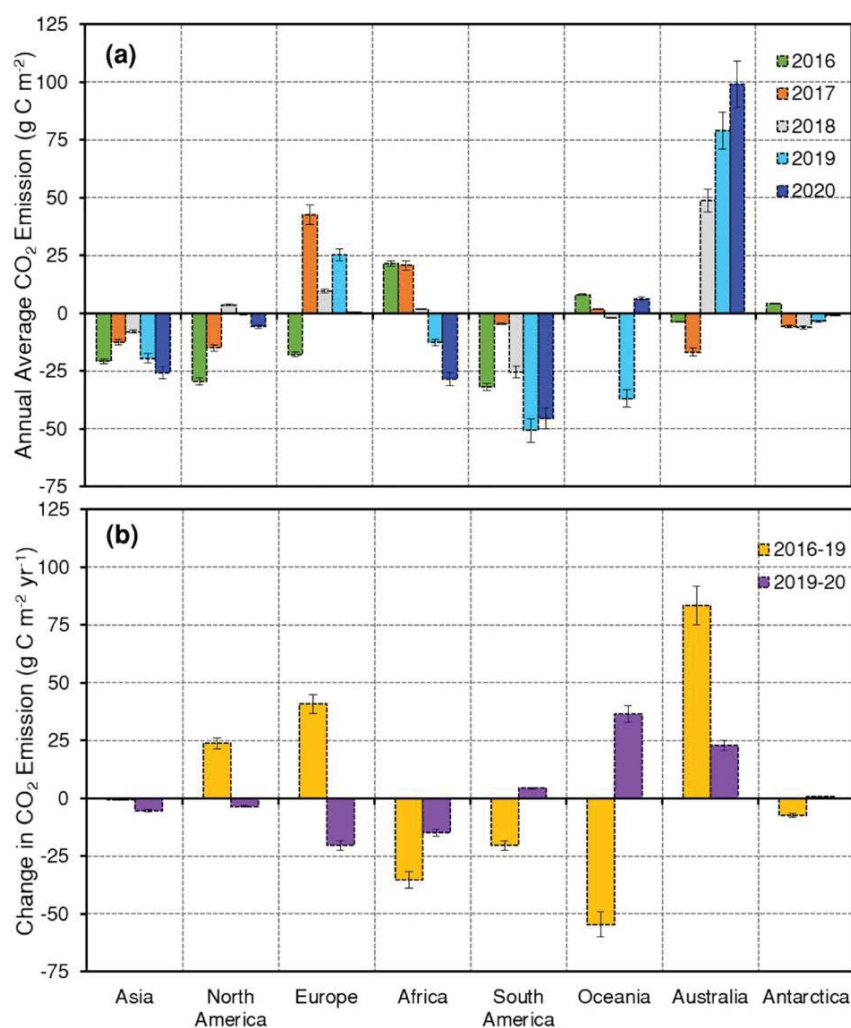 125
100
75
50
25
0
-25
-50
-75
Annual Average CO₂ Emission (g C m⁻²)
(a)
2016
2017
2018
2019
2020
125
100
75
50
25
0
-25
-50
-75
Change in CO₂ Emission (g C m⁻² yr⁻¹)
(b)
2016-19
2019-20
Asia
North
America
Europe
Africa
South
America
Oceania
Australia
Antarctica